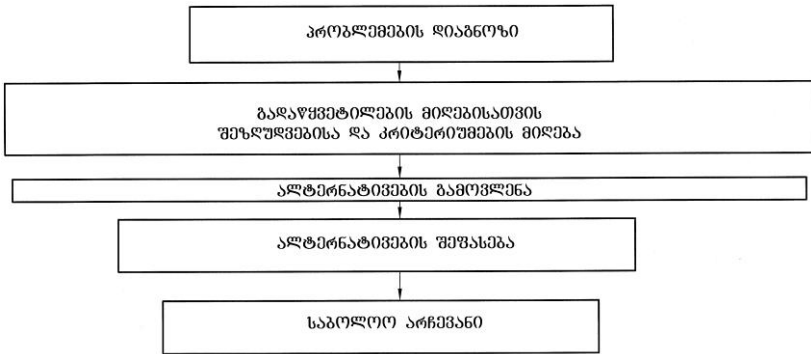 პრობლემების დიაგნოზი
გადაწყვეტილების მიღებისათვის
შეზღუდვებისა და კრიტერიუმების მიღება
ალტერნატივების გამოვლენა
ალტერნატივების შეფასება
საბოლოო არჩევანი